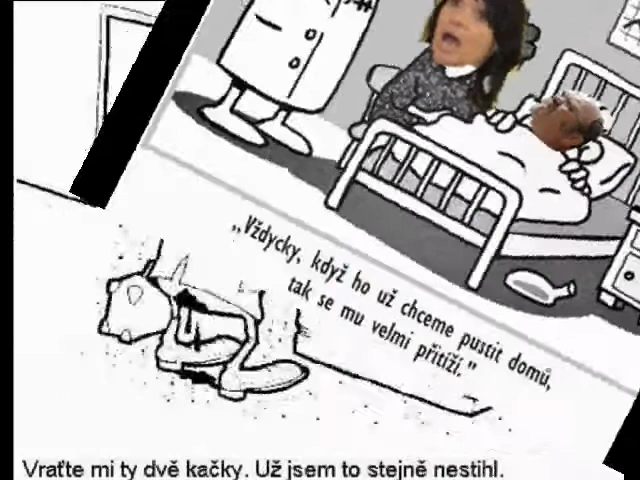 „Vždycky, když ho už chceme pustit domů,
tak se mu velmi přitíží."
Vraťte mi ty dvě kačky. Už jsem to stejně nestihl.